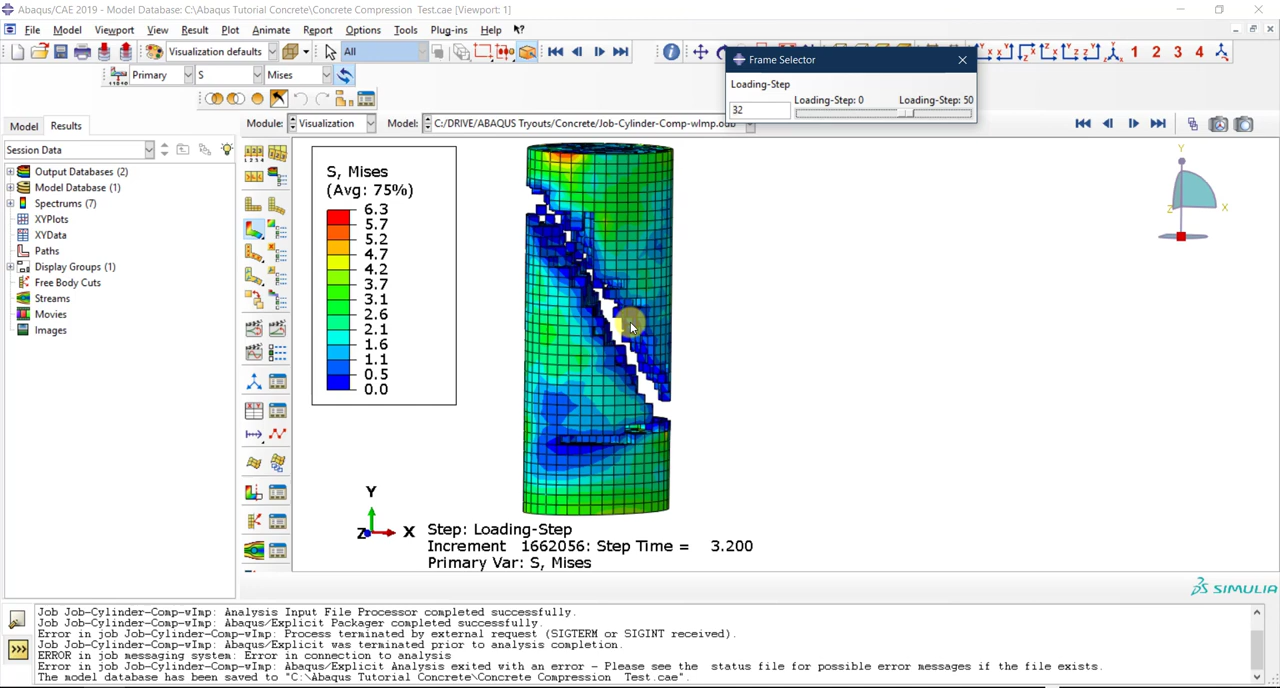 Abaqus/CAE 2019 - Model Database: C:\Abaqus Tutorial Concrete\Concrete Compression Test.cae [Viewport: 1]
File Model Viewport View Result Plot Animate Report Options Tools Plug-ins Help
Visualization defaults All 1 2 3 4
Primary S Mises
Frame Selector
Loading-Step
Loading-Step: 0 Loading-Step: 50
32
Model Results
Module: Visualization Model: C:/DRIVE/ABAQUS Tryouts/Concrete/Job-Cylinder-Comp-wImp.odb
Session Data
Output Databases (2)
Model Database (1)
Spectrums (7)
XYPlots
XYData
Paths
Display Groups (1)
Free Body Cuts
Streams
Movies
Images
S, Mises
(Avg: 75%)
6.3
5.7
5.2
4.7
4.2
3.7
3.1
2.6
2.1
1.6
1.1
0.5
0.0
Y
Z X
Y
Z X
Step: Loading-Step
Increment 1662056: Step Time = 3.200
Primary Var: S, Mises
SIMULIA
Job Job-Cylinder-Comp-wImp: Analysis Input File Processor completed successfully.
Job Job-Cylinder-Comp-wImp: Abaqus/Explicit Packager completed successfully.
Error in job Job-Cylinder-Comp-wImp: Process terminated by external request (SIGTERM or SIGINT received).
Job Job-Cylinder-Comp-wImp: Abaqus/Explicit was terminated prior to analysis completion.
ERROR in job messaging system: Error in connection to analysis
Error in job Job-Cylinder-Comp-wImp: Abaqus/Explicit Analysis exited with an error - Please see the status file for possible error messages if the file exists.
The model database has been saved to "C:\Abaqus Tutorial Concrete\Concrete Compression Test.cae".